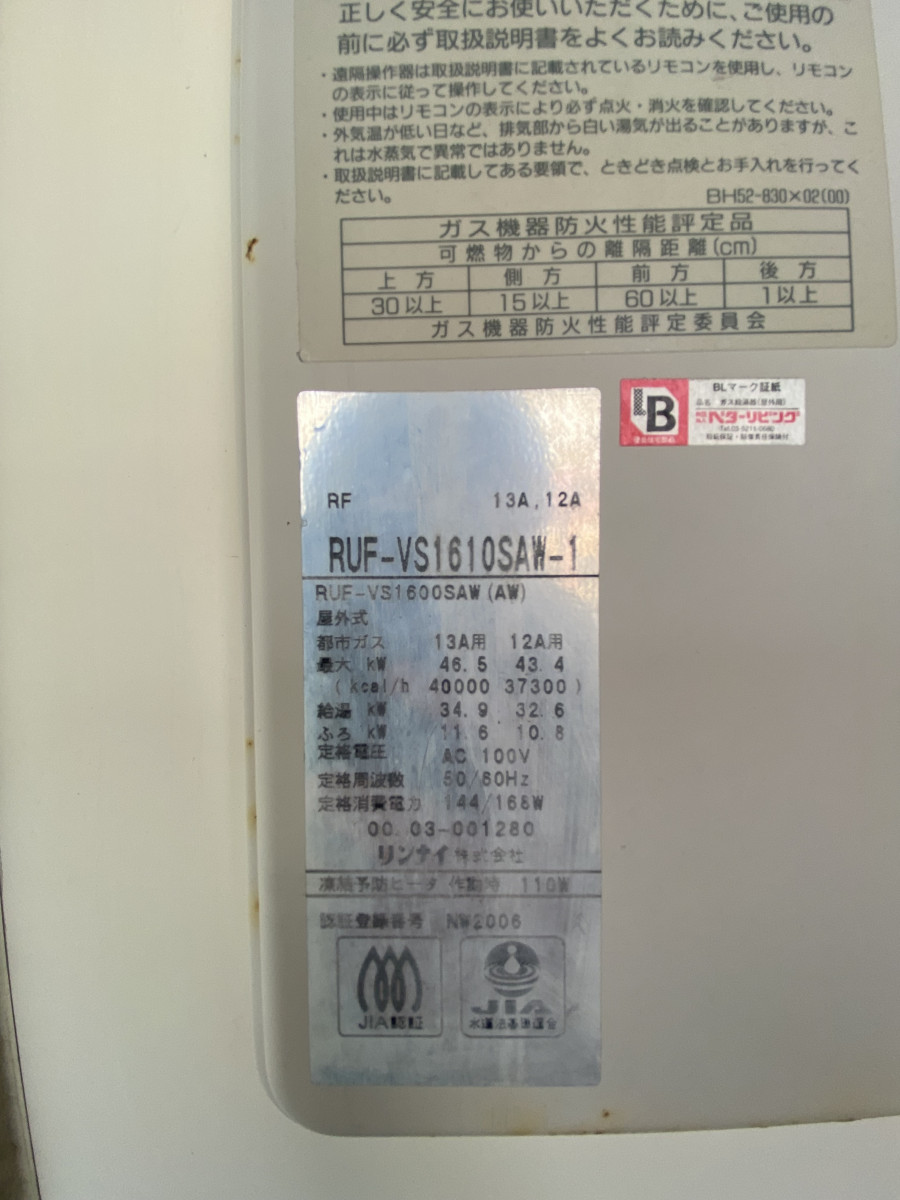 正しく安全にお使いいただくために、ご使用の
前に必ず取扱説明書をよくお読みください。
・遠隔操作器は取扱説明書に記載されているリモコンを使用し、リモコン
の表示に従って操作してください。
・使用中はリモコンの表示により必ず点火・消火を確認してください。
・外気温が低い日など、排気部から白い湯気が出ることがありますが、こ
れは水蒸気で異常ではありません。
・取扱説明書に記載してある要領で、ときどき点検とお手入れを行ってく
ださい。
BH52-830×02(00)
ガス機器防火性能評定品
可燃物からの離隔距離(cm)
上方 側方 前方 後方
30以上 15以上 60以上 1以上
ガス機器防火性能評定委員会
BLマーク証紙
品名 ガス給湯器(屋外機)
ベターリビング
RF 13A,12A
RUF-VS1610SAW-1
RUF-VS1600SAW(AW)
屋外式
都市ガス 13A用 12A用
最大 kW 46.5 43.4
(kcal/h 40000 37300)
給湯 kW 34.9 32.6
ふろ kW 11.6 10.8
定格電圧 AC 100V
定格周波数 50/60Hz
定格消費電力 144/168W
00.03-001280
リンナイ株式会社
凍結予防ヒータ 作動時 110W
認証登録番号 NW2006
JIA認証
JIA